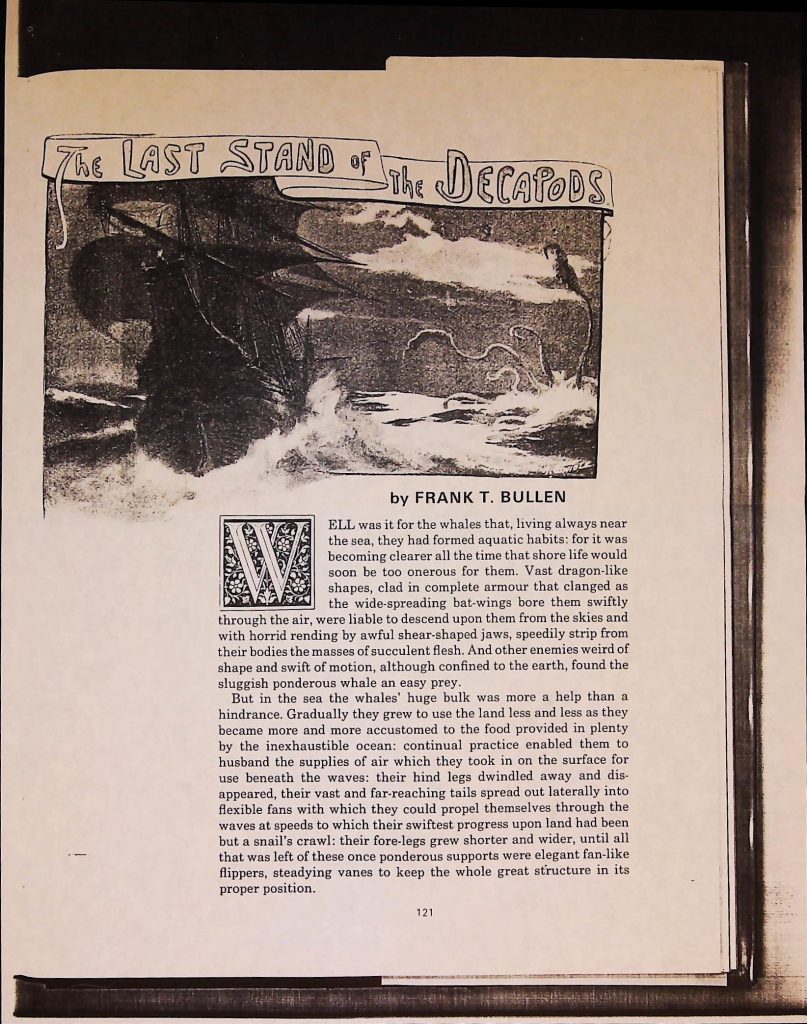 The LAST STAND OF THE DECAPODS
by FRANK T. BULLEN
WELL was it for the whales that, living always near
the sea, they had formed aquatic habits: for it was
becoming clearer all the time that shore life would
soon be too onerous for them. Vast dragon-like
shapes, clad in complete armour that clanged as
the wide-spreading bat-wings bore them swiftly
through the air, were liable to descend upon them from the skies and
with horrid rending by awful shear-shaped jaws, speedily strip from
their bodies the masses of succulent flesh. And other enemies weird of
shape and swift of motion, although confined to the earth, found the
sluggish ponderous whale an easy prey.
But in the sea the whales' huge bulk was more a help than a
hindrance. Gradually they grew to use the land less and less as they
became more and more accustomed to the food provided in plenty
by the inexhaustible ocean: continual practice enabled them to
husband the supplies of air which they took in on the surface for
use beneath the waves: their hind legs dwindled away and dis-
appeared, their vast and far-reaching tails spread out laterally into
flexible fans with which they could propel themselves through the
waves at speeds to which their swiftest progress upon land had been
but a snail's crawl: their fore-legs grew shorter and wider, until all
that was left of these once ponderous supports were elegant fan-like
flippers, steadying vanes to keep the whole great structure in its
proper position.
121